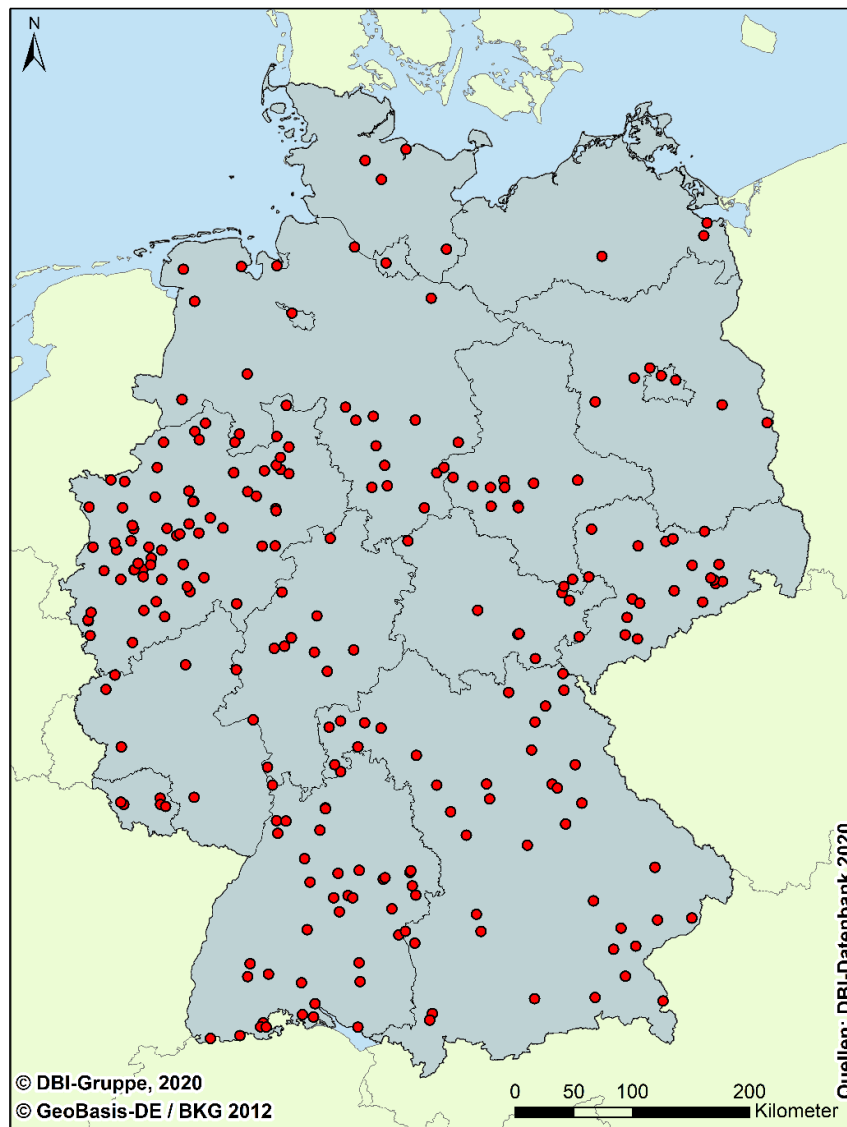 N
Quellen: DBI-Datenbank 2020
© DBI-Gruppe, 2020
© GeoBasis-DE / BKG 2012
0 50 100 200
Kilometer